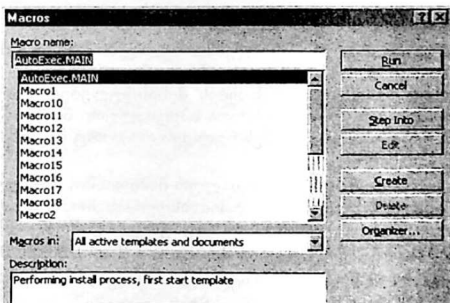 Macros
Macro name:
AutoExec.MAIN
AutoExec.MAIN
Macro1
Macro10
Macro11
Macro12
Macro13
Macro14
Macro15
Macro16
Macro17
Macro18
Macro2
Macros in: All active templates and documents
Description:
Performing install process, first start template
Run
Cancel
Step Into
Edit
Create
Delete
Organizer...